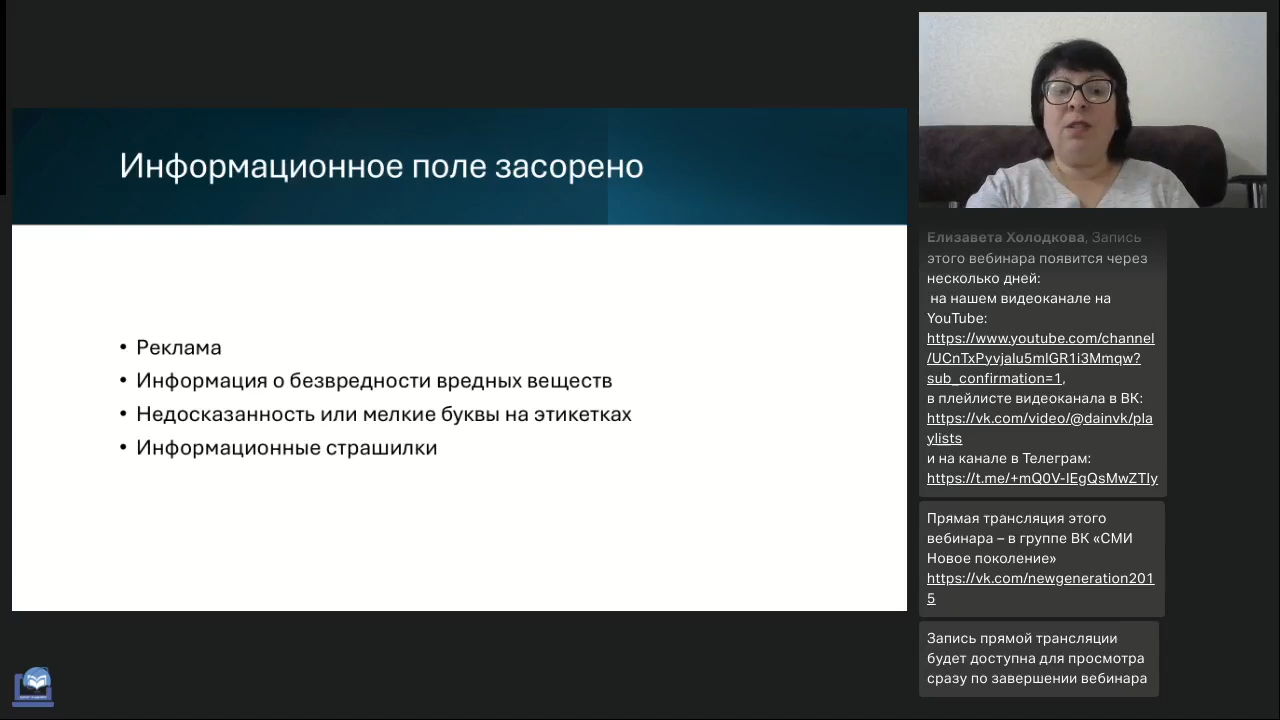 Информационное поле засорено
• Реклама
• Информация о безвредности вредных веществ
• Недосказанность или мелкие буквы на этикетках
• Информационные страшилки
Елизавета Холодкова, Запись
этого вебинара появится через
несколько дней:
на нашем видеоканале на
YouTube:
https://www.youtube.com/channel
/UCnTxPyvjalu5mlGR1i3Mmqw?
sub_confirmation=1,
в плейлисте видеоканала в ВК:
https://vk.com/video/@dainvk/pla
ylists
и на канале в Телеграм:
https://t.me/+mQ0V-IEgQsMwZTIy
Прямая трансляция этого
вебинара – в группе ВК «СМИ
Новое поколение»
https://vk.com/newgeneration201
5
Запись прямой трансляции
будет доступна для просмотра
сразу по завершении вебинара